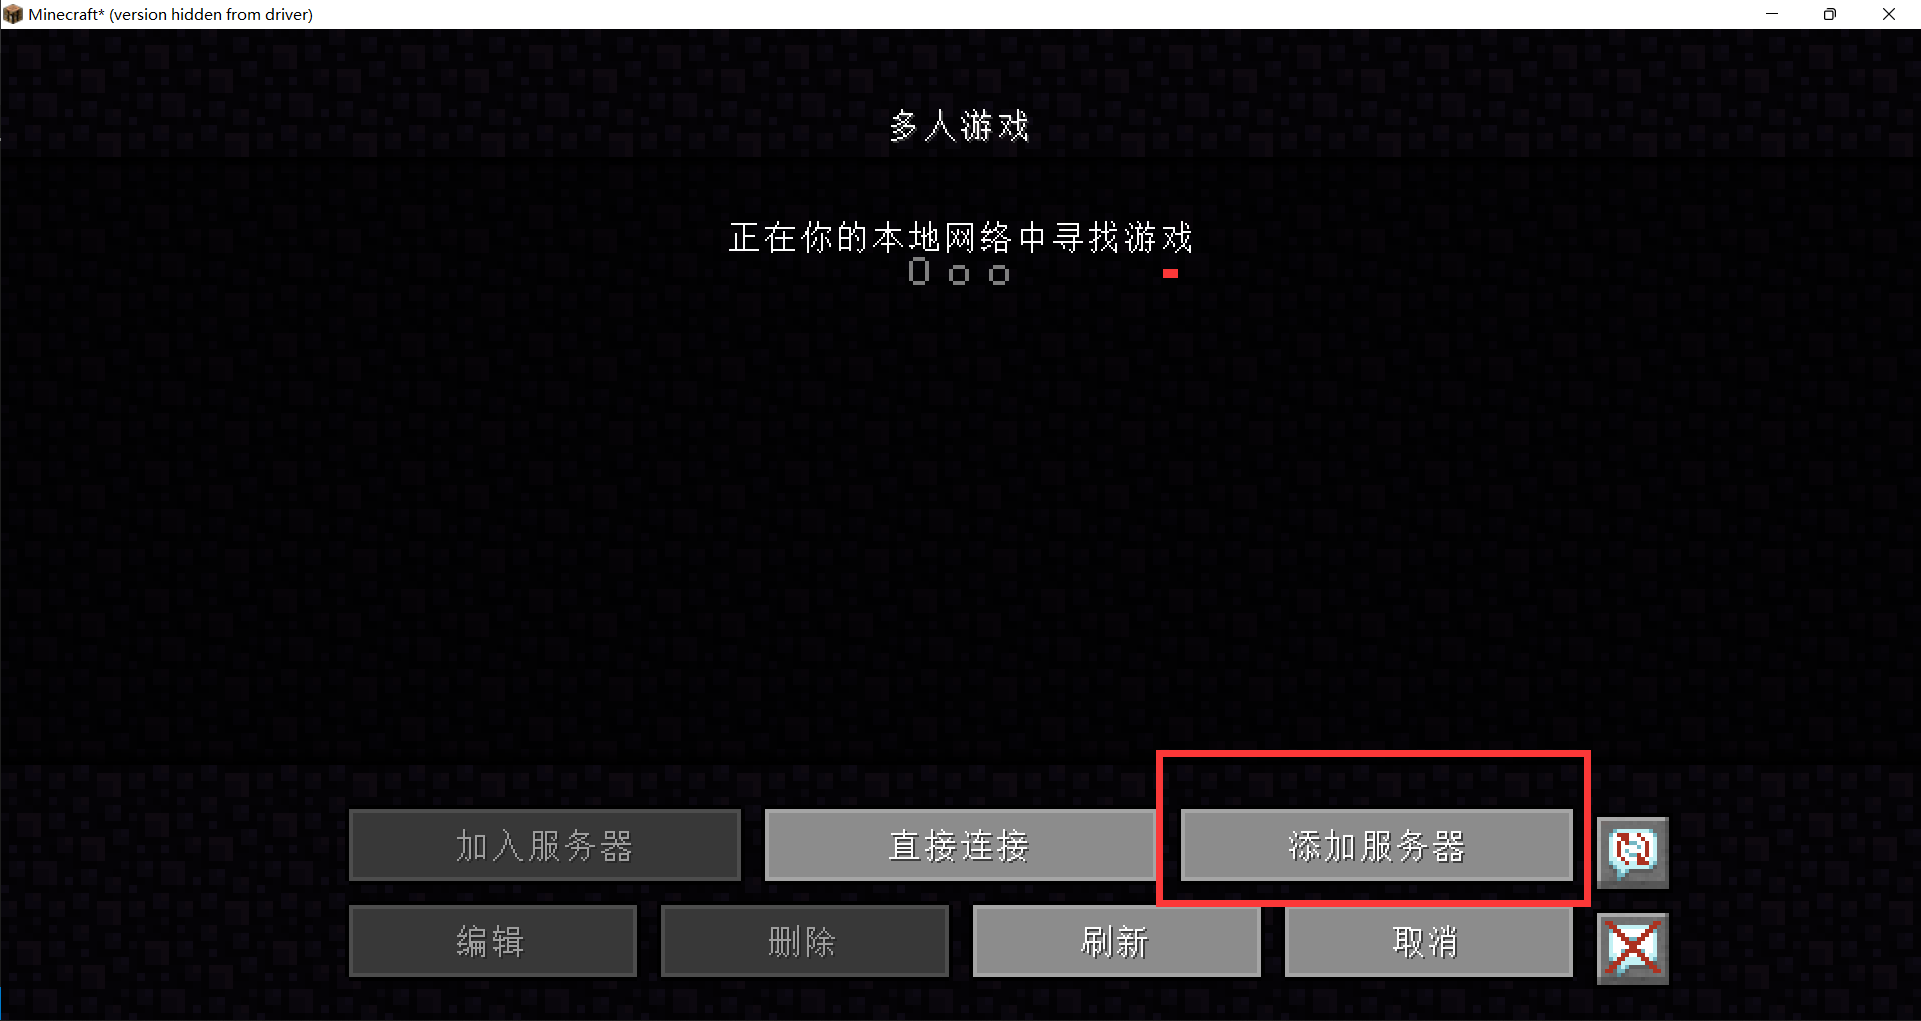 Minecraft* (version hidden from driver)
多人游戏
正在你的本地网络中寻找游戏
O o o
加入服务器
直接连接
添加服务器
编辑
删除
刷新
取消